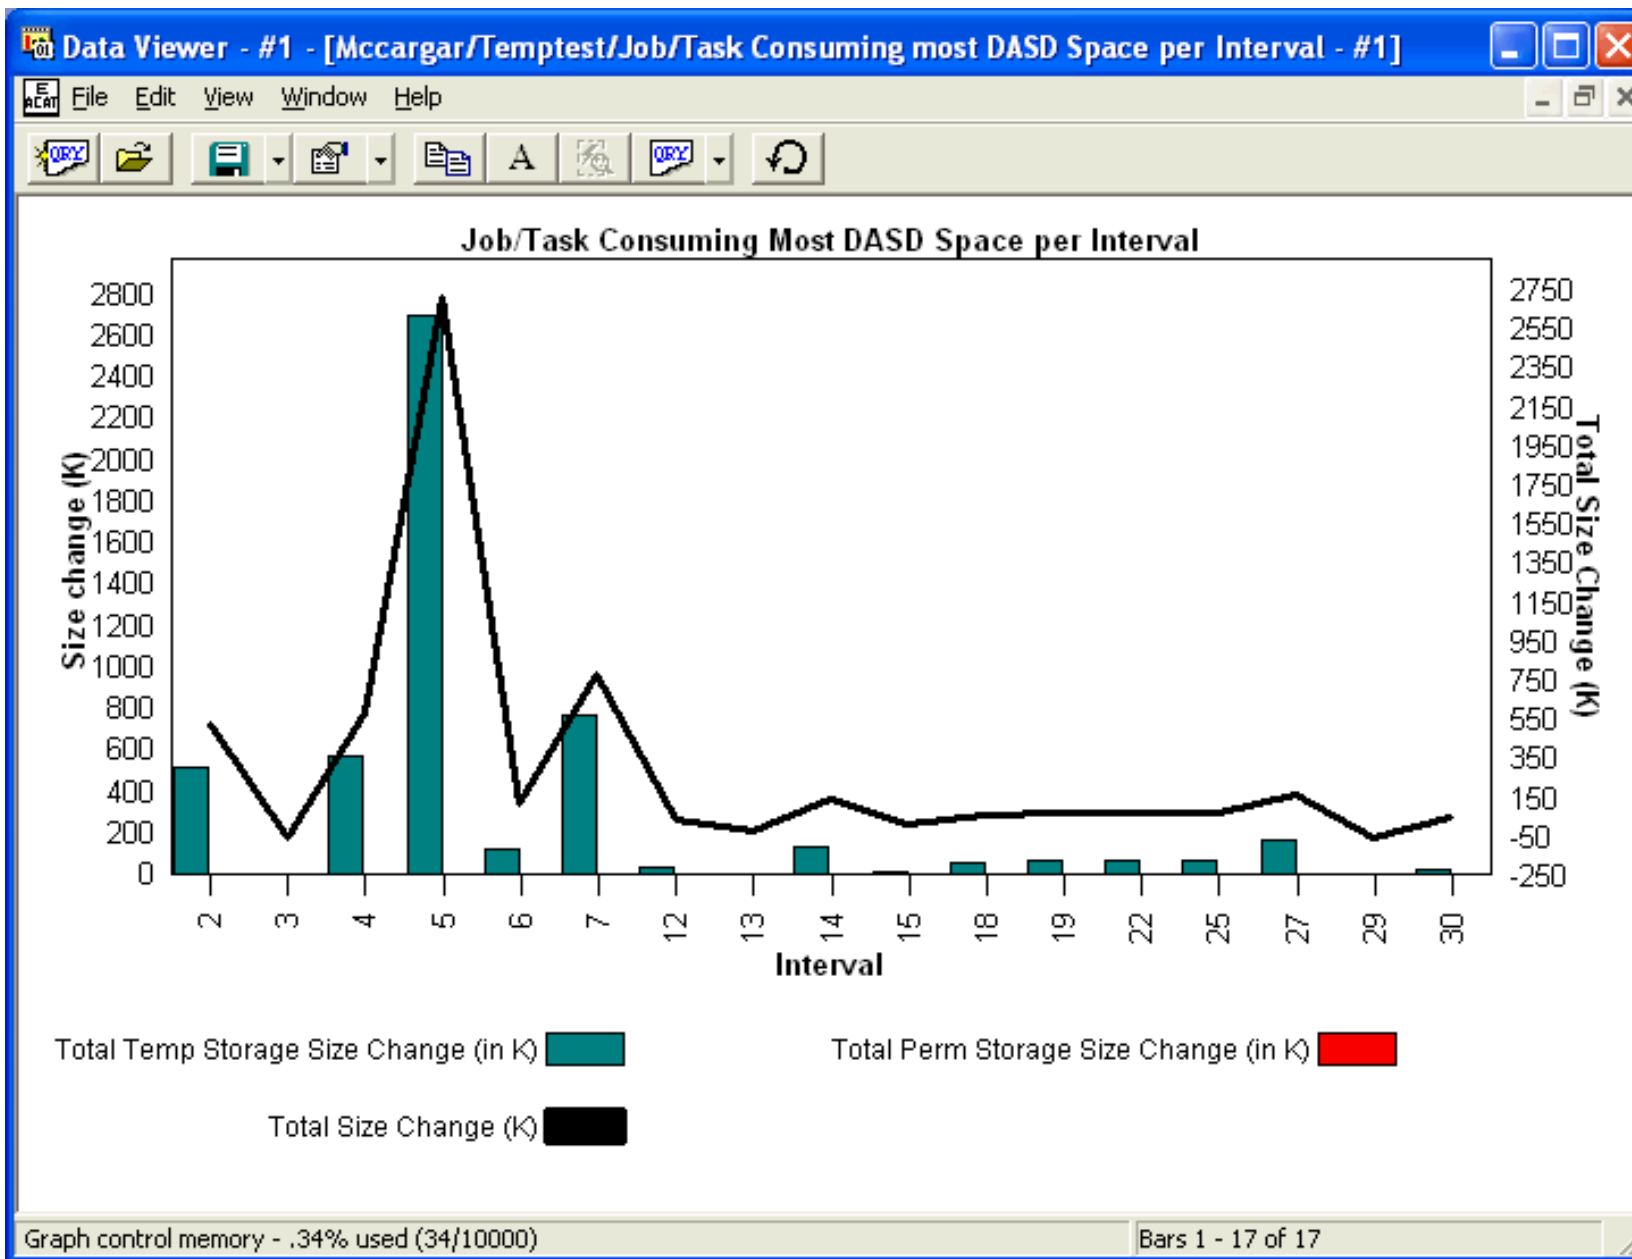 Data Viewer - #1 - [Mccargar/Temptest/Job/Task Consuming most DASD Space per Interval - #1]
E
ACAT
File Edit View Window Help
QRY
A
QRY
Job/Task Consuming Most DASD Space per Interval
Size change (K)
2800
2600
2400
2200
2000
1800
1600
1400
1200
1000
800
600
400
200
0
2750
2550
2350
2150
1950
1750
1550
1350
1150
950
750
550
350
150
-50
-250
Total Size Change (K)
2 3 4 5 6 7 12 13 14 15 18 19 22 25 27 29 30
Interval
Total Temp Storage Size Change (in K)
Total Perm Storage Size Change (in K)
Total Size Change (K)
Graph control memory - .34% used (34/10000)
Bars 1 - 17 of 17